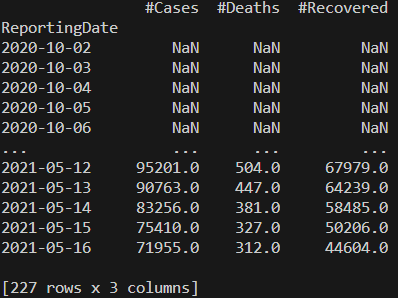 #Cases #Deaths #Recovered
ReportingDate
2020-10-02 NaN NaN NaN
2020-10-03 NaN NaN NaN
2020-10-04 NaN NaN NaN
2020-10-05 NaN NaN NaN
2020-10-06 NaN NaN NaN
... ... ... ...
2021-05-12 95201.0 504.0 67979.0
2021-05-13 90763.0 447.0 64239.0
2021-05-14 83256.0 381.0 58485.0
2021-05-15 75410.0 327.0 50206.0
2021-05-16 71955.0 312.0 44604.0
[227 rows x 3 columns]